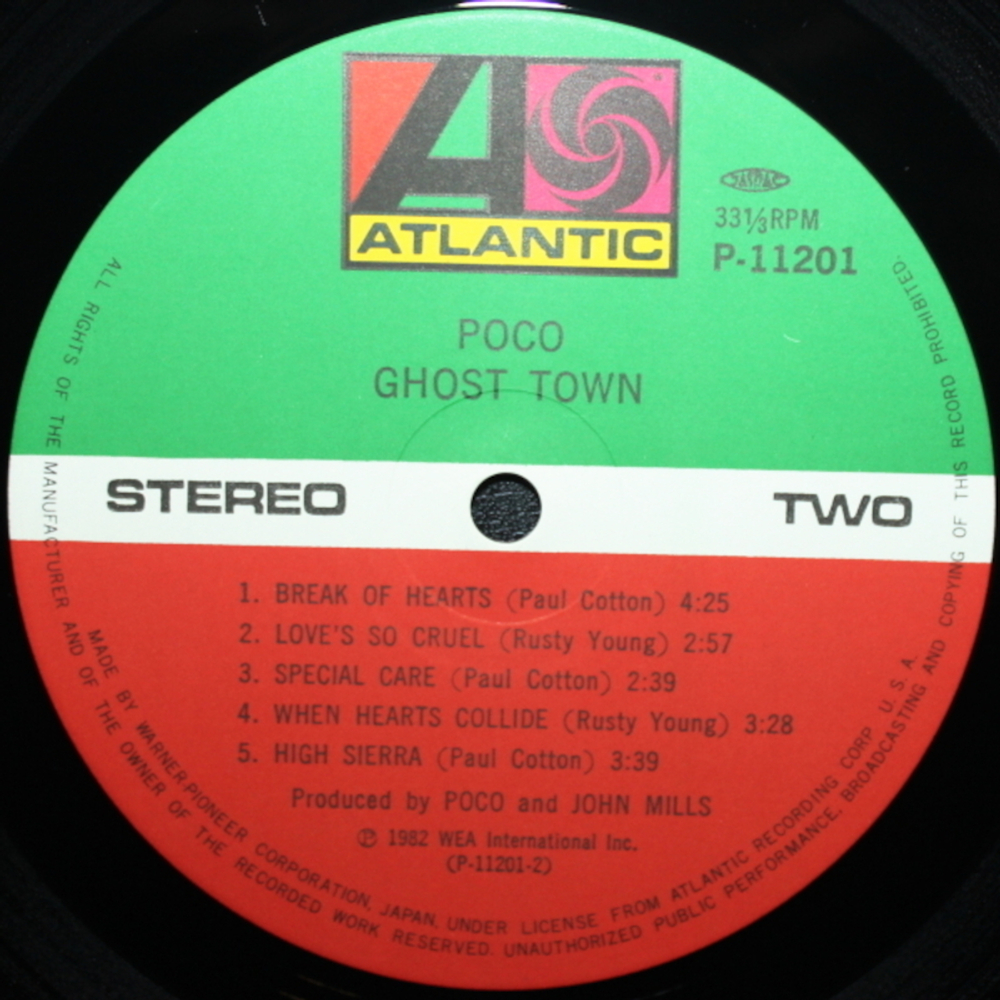 ATLANTIC
JASRAC
33⅓RPM
P-11201
POCO
GHOST TOWN
STEREO
TWO
1. BREAK OF HEARTS (Paul Cotton) 4:25
2. LOVE'S SO CRUEL (Rusty Young) 2:57
3. SPECIAL CARE (Paul Cotton) 2:39
4. WHEN HEARTS COLLIDE (Rusty Young) 3:28
5. HIGH SIERRA (Paul Cotton) 3:39
Produced by POCO and JOHN MILLS
℗ 1982 WEA International Inc.
(P-11201-2)
MADE BY WARNER-PIONEER CORPORATION, JAPAN, UNDER LICENSE FROM ATLANTIC RECORDING CORP. U. S. A.
ALL RIGHTS OF THE MANUFACTURER AND OF THE OWNER OF THE RECORDED WORK RESERVED. UNAUTHORIZED PUBLIC PERFORMANCE, BROADCASTING AND COPYING OF THIS RECORD PROHIBITED.